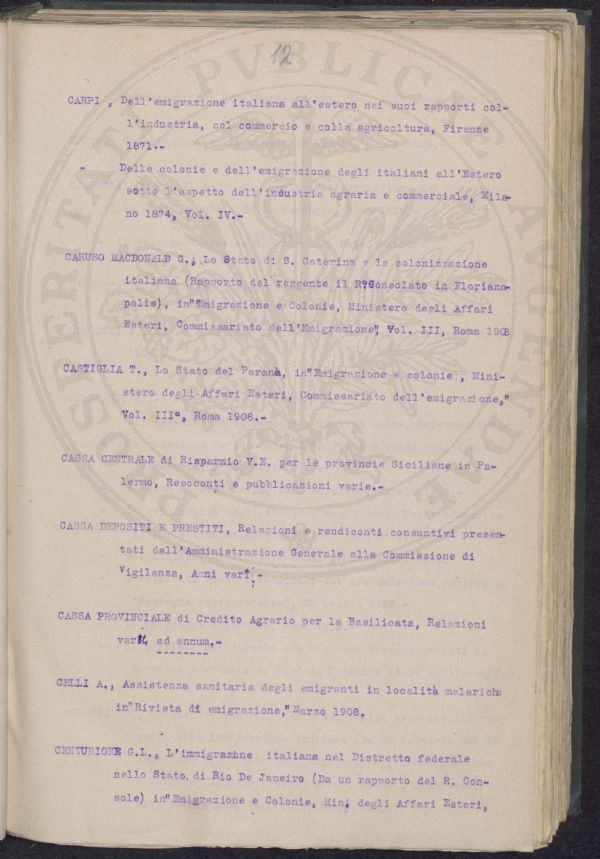 12
CARPI , Dell'emigrazione italiana all'estero nei suoi rapporti col-
l'industria, col commercio e colla agricoltura, Firenze
1871.-
- Delle colonie e dell'emigrazione degli italiani all'Estero
sotto l'aspetto dell'industria agraria e commerciale, Mila-
no 1874, Vol. IV.-
CARUSO MACDONALD G., Lo Stato di S. Caterina e la colonizzazione
italiana (Rapporto del reggente il R° Consolato in Floriano-
polis), in "Emigrazione e Colonie, Ministero degli Affari
Esteri, Commissariato dell'Emigrazione", Vol. III, Roma 1908
CASTIGLIA T., Lo Stato del Paranà, in "Emigrazione e colonie:, Mini-
stero degli Affari Esteri, Commissariato dell'emigrazione,"
Vol. III°, Roma 1908.-
CASSA CENTRALE di Risparmio V.E. per le provincie Siciliane in Pa-
lermo, Resoconti e pubblicazioni varie.-
CASSA DEPOSITI E PRESTITI, Relazioni e rendiconti consuntivi presen-
tati dall'Amministrazione Generale alla Commissione di
Vigilanza, Anni vari.-
CASSA PROVINCIALE di Credito Agrario per la Basilicata, Relazioni
varie, ad annum.-
CELLI A., Assistenza sanitaria degli emigranti in località malariche
in "Rivista di emigrazione," Marzo 1908.
CENTURIONE G.L., L'immigrazione italiana nel Distretto federale
nello Stato di Rio De Janeiro (Da un rapporto del R. Con-
sole) in "Emigrazione e Colonie, Min. degli Affari Esteri,
PROSPERITATI PVBLICAE AVGENDAE